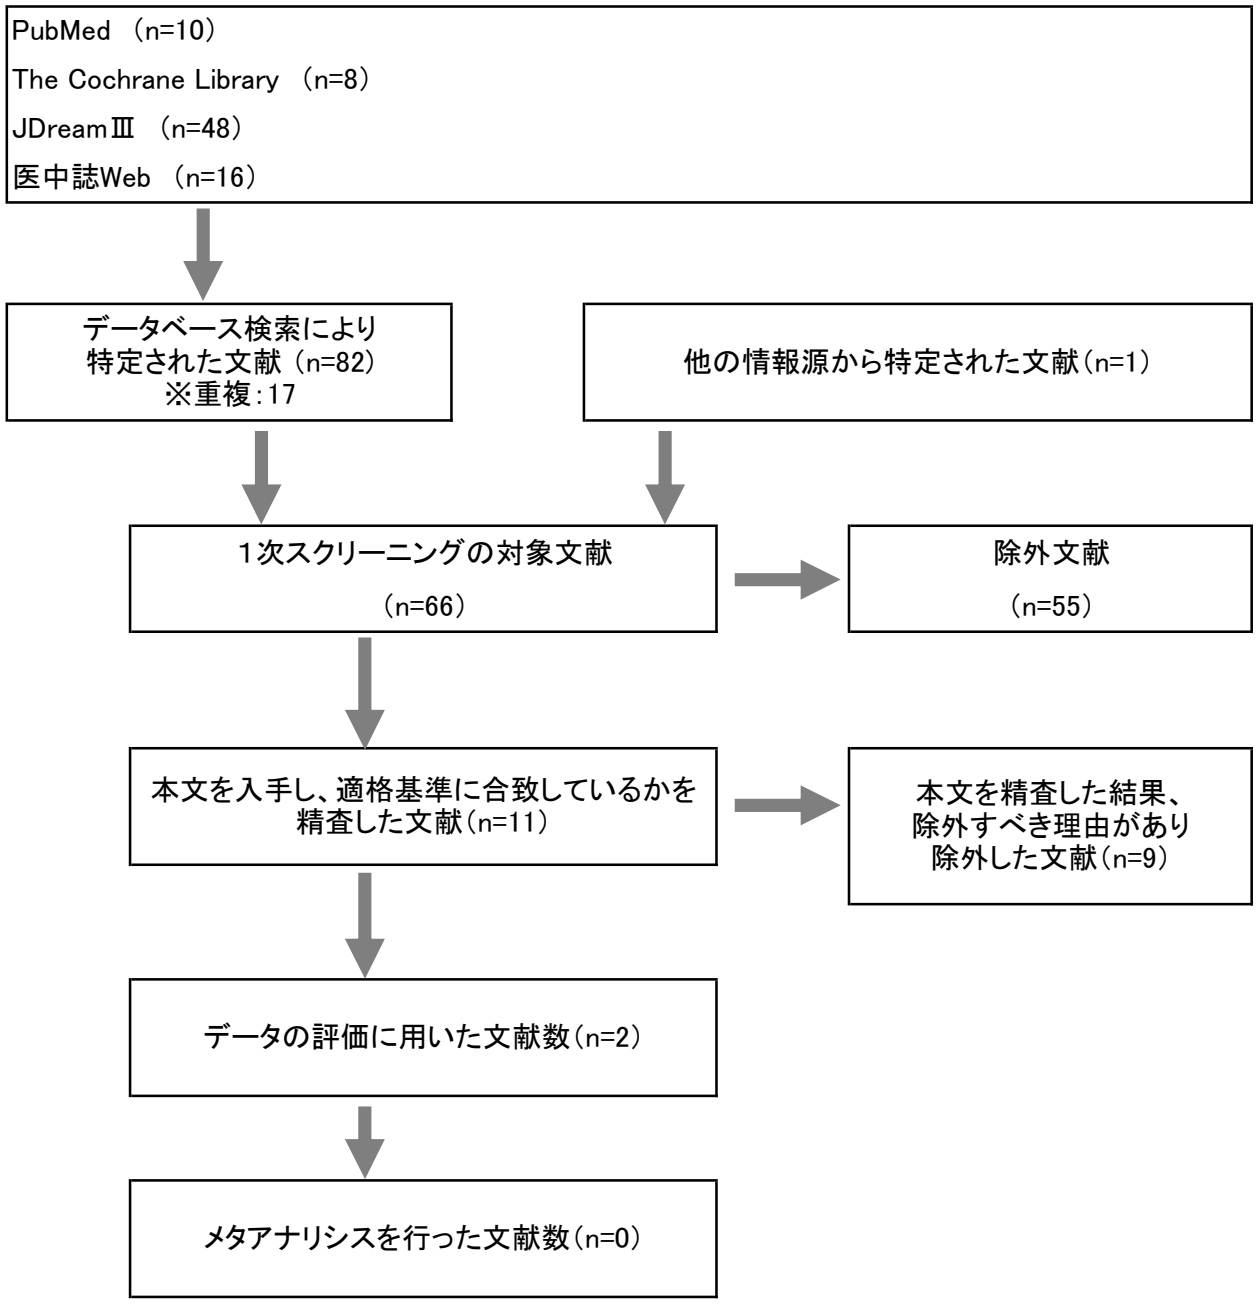 PubMed （n=10）
The Cochrane Library （n=8）
JDreamⅢ （n=48）
医中誌Web （n=16）
データベース検索により
特定された文献（n=82）
※重複：17
他の情報源から特定された文献（n=1）
１次スクリーニングの対象文献
（n=66）
除外文献
（n=55）
本文を入手し、適格基準に合致しているかを
精査した文献（n=11）
本文を精査した結果、
除外すべき理由があり
除外した文献（n=9）
データの評価に用いた文献数（n=2）
メタアナリシスを行った文献数（n=0）